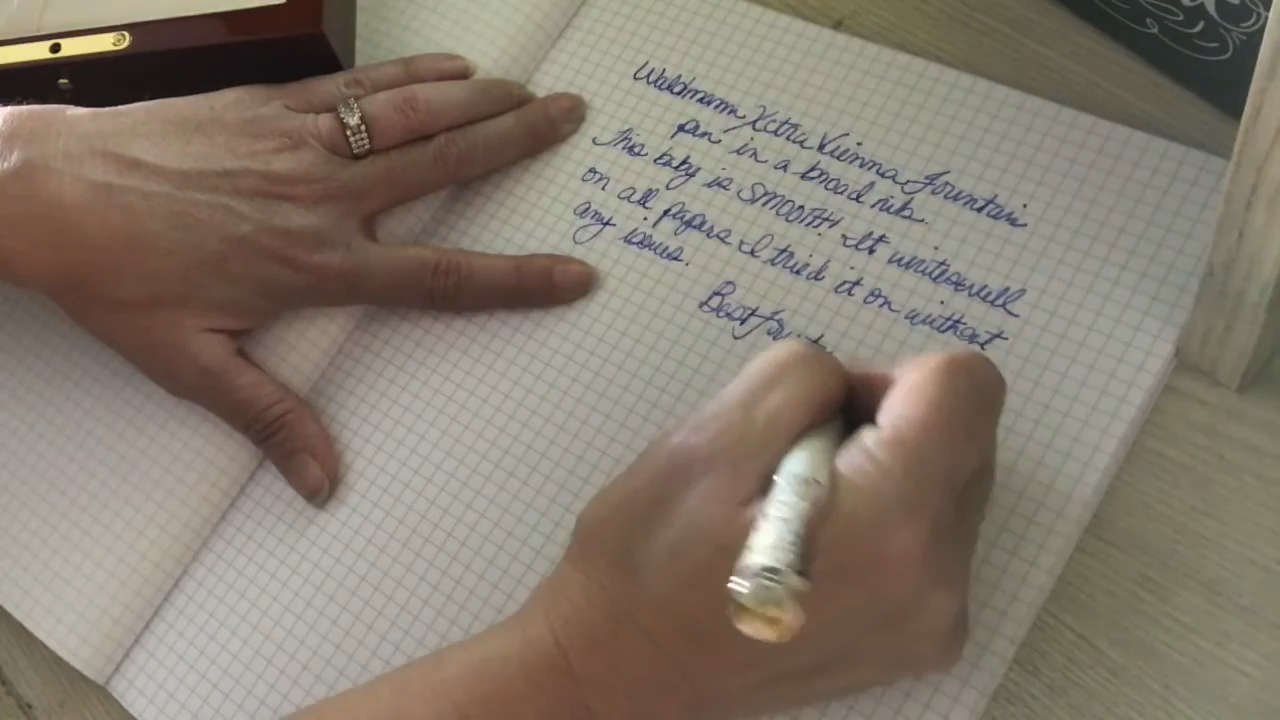 Waldmann Xetra Vienna Fountain
pen in a broad nib.
This baby is SMOOTH! It writes well
on all papers I tried it on without
any issues.
Best